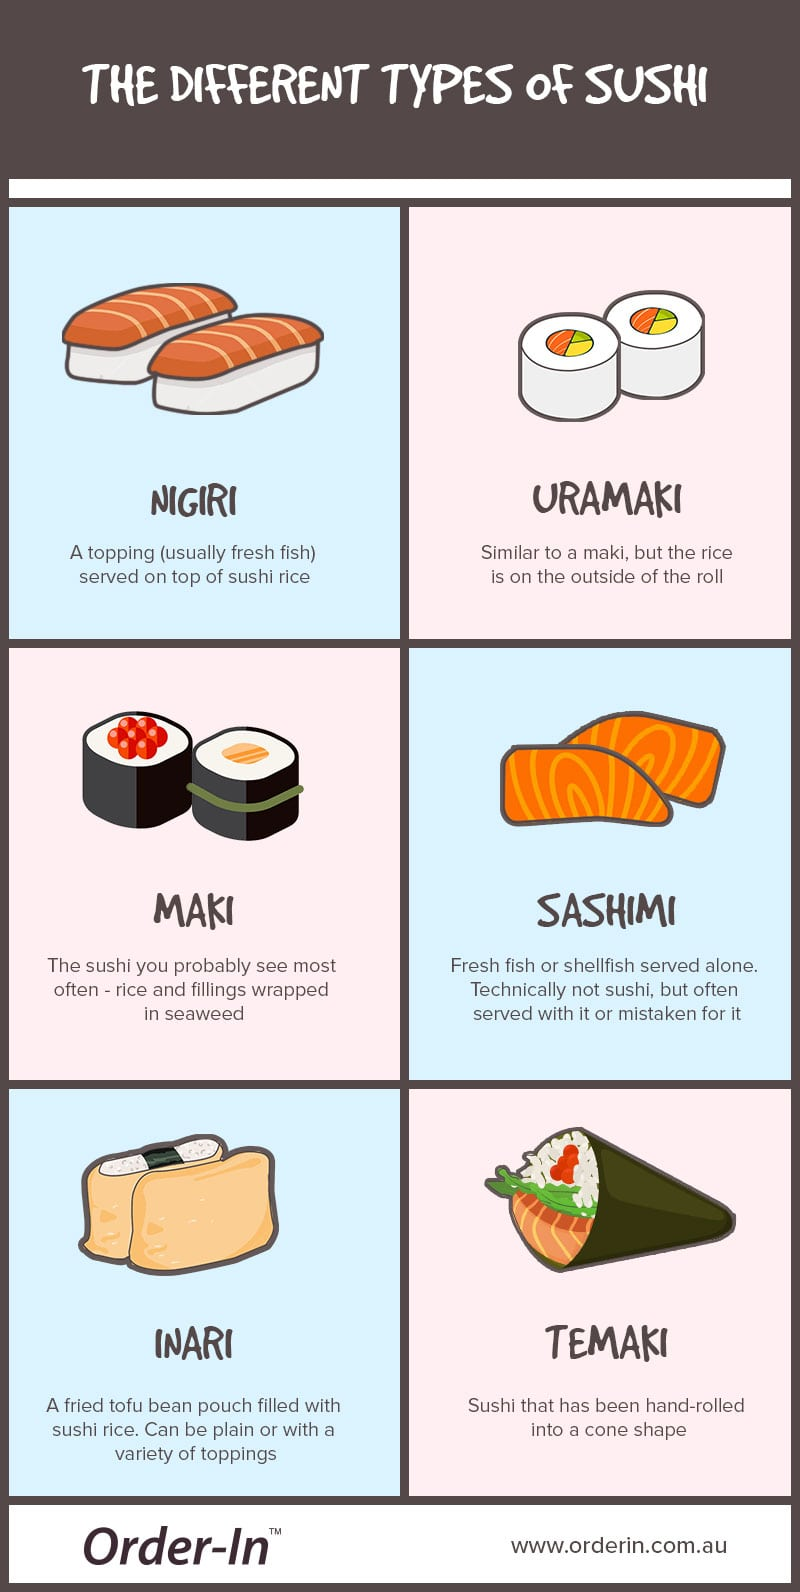 THE DIFFERENT TYPES OF SUSHI
NIGIRI
A topping (usually fresh fish)
served on top of sushi rice
URAMAKI
Similar to a maki, but the rice
is on the outside of the roll
MAKI
The sushi you probably see most
often - rice and fillings wrapped
in seaweed
SASHIMI
Fresh fish or shellfish served alone.
Technically not sushi, but often
served with it or mistaken for it
INARI
A fried tofu bean pouch filled with
sushi rice. Can be plain or with a
variety of toppings
TEMAKI
Sushi that has been hand-rolled
into a cone shape
Order-In™
www.orderin.com.au